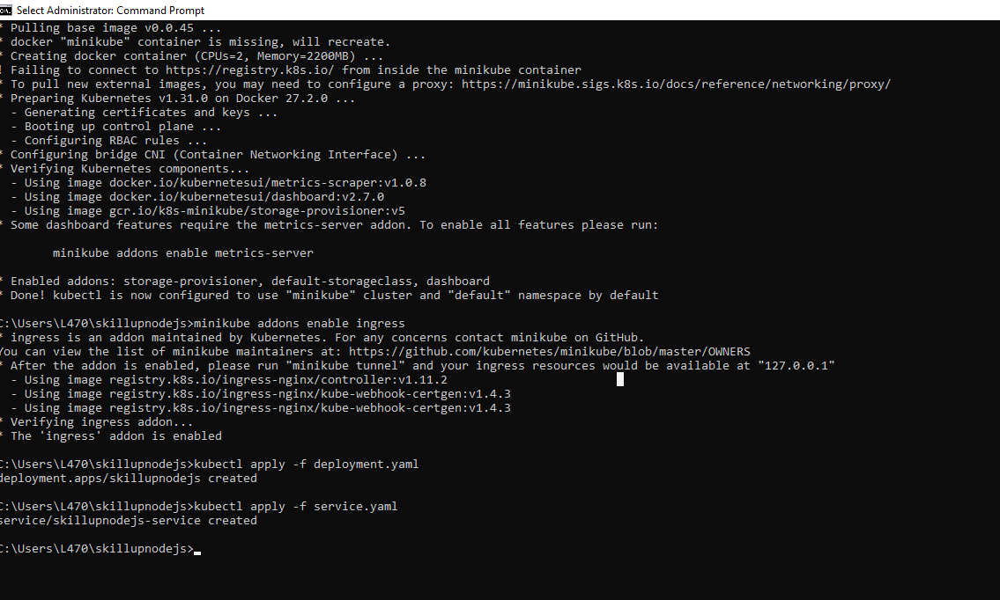 Select Administrator: Command Prompt
* Pulling base image v0.0.45 ...
* docker "minikube" container is missing, will recreate.
* Creating docker container (CPUs=2, Memory=2200MB) ...
! Failing to connect to https://registry.k8s.io/ from inside the minikube container
* To pull new external images, you may need to configure a proxy: https://minikube.sigs.k8s.io/docs/reference/networking/proxy/
* Preparing Kubernetes v1.31.0 on Docker 27.2.0 ...
  - Generating certificates and keys ...
  - Booting up control plane ...
  - Configuring RBAC rules ...
* Configuring bridge CNI (Container Networking Interface) ...
* Verifying Kubernetes components...
  - Using image docker.io/kubernetesui/metrics-scraper:v1.0.8
  - Using image docker.io/kubernetesui/dashboard:v2.7.0
  - Using image gcr.io/k8s-minikube/storage-provisioner:v5
* Some dashboard features require the metrics-server addon. To enable all features please run:
        minikube addons enable metrics-server
* Enabled addons: storage-provisioner, default-storageclass, dashboard
* Done! kubectl is now configured to use "minikube" cluster and "default" namespace by default
C:\Users\L470\skillupnodejs>minikube addons enable ingress
* ingress is an addon maintained by Kubernetes. For any concerns contact minikube on GitHub.
You can view the list of minikube maintainers at: https://github.com/kubernetes/minikube/blob/master/OWNERS
* After the addon is enabled, please run "minikube tunnel" and your ingress resources would be available at "127.0.0.1"
  - Using image registry.k8s.io/ingress-nginx/controller:v1.11.2
  - Using image registry.k8s.io/ingress-nginx/kube-webhook-certgen:v1.4.3
  - Using image registry.k8s.io/ingress-nginx/kube-webhook-certgen:v1.4.3
* Verifying ingress addon...
* The 'ingress' addon is enabled
C:\Users\L470\skillupnodejs>kubectl apply -f deployment.yaml
deployment.apps/skillupnodejs created
C:\Users\L470\skillupnodejs>kubectl apply -f service.yaml
service/skillupnodejs-service created
C:\Users\L470\skillupnodejs>